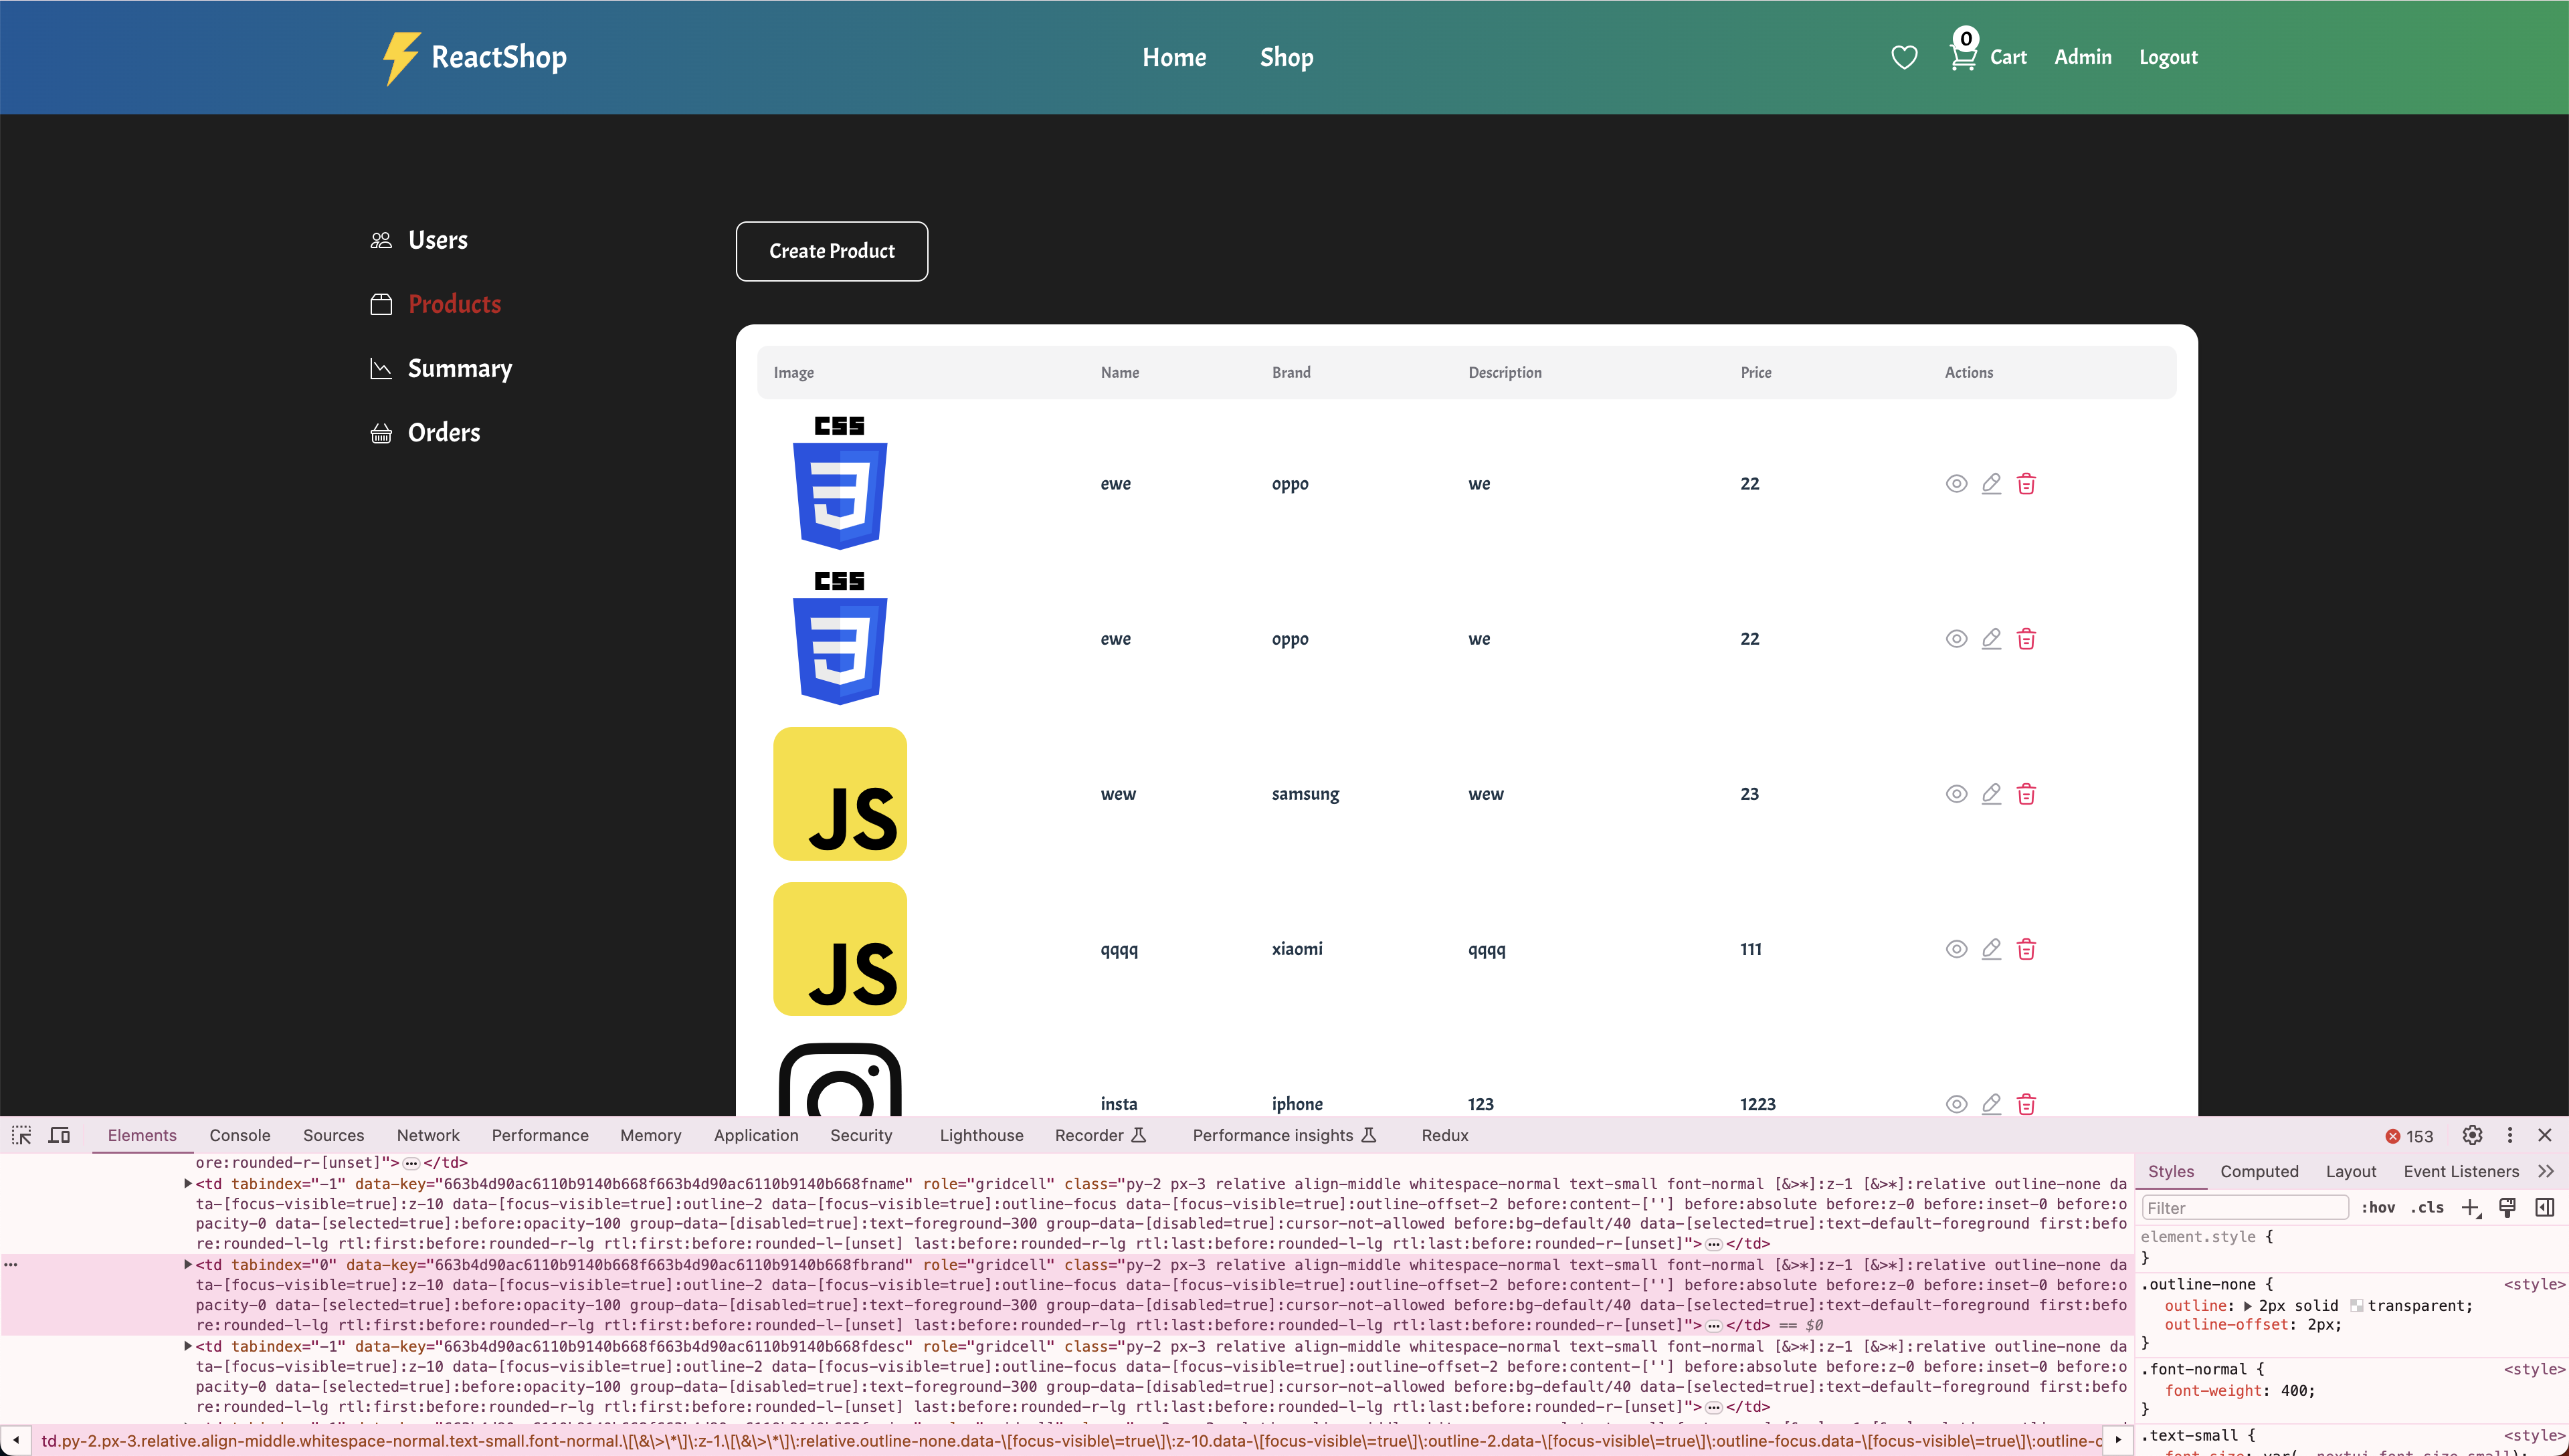 ReactShop
Home Shop
0
Cart Admin Logout
Users
Products
Summary
Orders
Create Product
Image Name Brand Description Price Actions
CSS
ewe oppo we 22
CSS
ewe oppo we 22
JS
wew samsung wew 23
JS
qqqq xiaomi qqqq 111
insta iphone 123 1223
Elements Console Sources Network Performance Memory Application Security Lighthouse Recorder Performance insights Redux 153
ore:rounded-r-[unset]">…</td>
<td tabindex="-1" data-key="663b4d90ac6110b9140b668f663b4d90ac6110b9140b668fname" role="gridcell" class="py-2 px-3 relative align-middle whitespace-normal text-small font-normal [&>*]:z-1 [&>*]:relative outline-none da
ta-[focus-visible=true]:z-10 data-[focus-visible=true]:outline-2 data-[focus-visible=true]:outline-focus data-[focus-visible=true]:outline-offset-2 before:content-[''] before:absolute before:z-0 before:inset-0 before:o
pacity-0 data-[selected=true]:before:opacity-100 group-data-[disabled=true]:text-foreground-300 group-data-[disabled=true]:cursor-not-allowed before:bg-default/40 data-[selected=true]:text-default-foreground first:befo
re:rounded-l-lg rtl:first:before:rounded-r-lg rtl:first:before:rounded-l-[unset] last:before:rounded-r-lg rtl:last:before:rounded-l-lg rtl:last:before:rounded-r-[unset]">…</td>
<td tabindex="0" data-key="663b4d90ac6110b9140b668f663b4d90ac6110b9140b668fbrand" role="gridcell" class="py-2 px-3 relative align-middle whitespace-normal text-small font-normal [&>*]:z-1 [&>*]:relative outline-none da
ta-[focus-visible=true]:z-10 data-[focus-visible=true]:outline-2 data-[focus-visible=true]:outline-focus data-[focus-visible=true]:outline-offset-2 before:content-[''] before:absolute before:z-0 before:inset-0 before:o
pacity-0 data-[selected=true]:before:opacity-100 group-data-[disabled=true]:text-foreground-300 group-data-[disabled=true]:cursor-not-allowed before:bg-default/40 data-[selected=true]:text-default-foreground first:befo
re:rounded-l-lg rtl:first:before:rounded-r-lg rtl:first:before:rounded-l-[unset] last:before:rounded-r-lg rtl:last:before:rounded-l-lg rtl:last:before:rounded-r-[unset]">…</td> == $0
<td tabindex="-1" data-key="663b4d90ac6110b9140b668f663b4d90ac6110b9140b668fdesc" role="gridcell" class="py-2 px-3 relative align-middle whitespace-normal text-small font-normal [&>*]:z-1 [&>*]:relative outline-none da
ta-[focus-visible=true]:z-10 data-[focus-visible=true]:outline-2 data-[focus-visible=true]:outline-focus data-[focus-visible=true]:outline-offset-2 before:content-[''] before:absolute before:z-0 before:inset-0 before:o
pacity-0 data-[selected=true]:before:opacity-100 group-data-[disabled=true]:text-foreground-300 group-data-[disabled=true]:cursor-not-allowed before:bg-default/40 data-[selected=true]:text-default-foreground first:befo
re:rounded-l-lg rtl:first:before:rounded-r-lg rtl:first:before:rounded-l-[unset] last:before:rounded-r-lg rtl:last:before:rounded-l-lg rtl:last:before:rounded-r-[unset]">…</td>
td.py-2.px-3.relative.align-middle.whitespace-normal.text-small.font-normal.\[\&\>\*\]\:z-1.\[\&\>\*\]\:relative.outline-none.data-\[focus-visible\=true\]\:z-10.data-\[focus-visible\=true\]\:outline-2.data-\[focus-visible\=true\]\:outline-focus.data-\[focus-visible\=true\]\:outline-o
Styles Computed Layout Event Listeners
Filter :hov .cls
element.style {
}
.outline-none { <style>
outline: 2px solid transparent;
outline-offset: 2px;
}
.font-normal { <style>
font-weight: 400;
}
.text-small { <style>